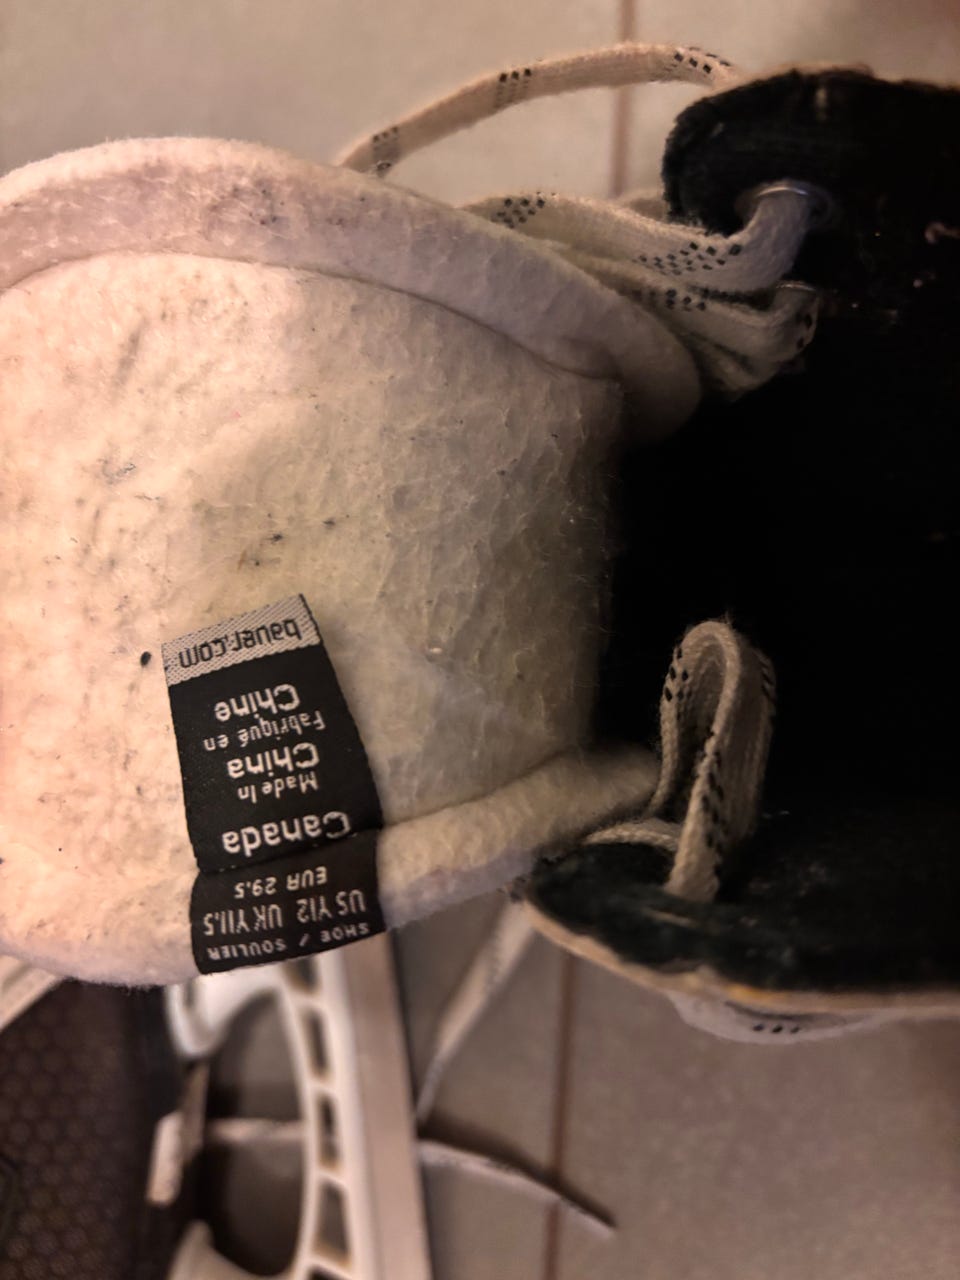 SHOE / SOULIER
US Y12 UK Y11.5
EUR 29.5
Canada
Made In
China
Fabriqué en
Chine
bauer.com